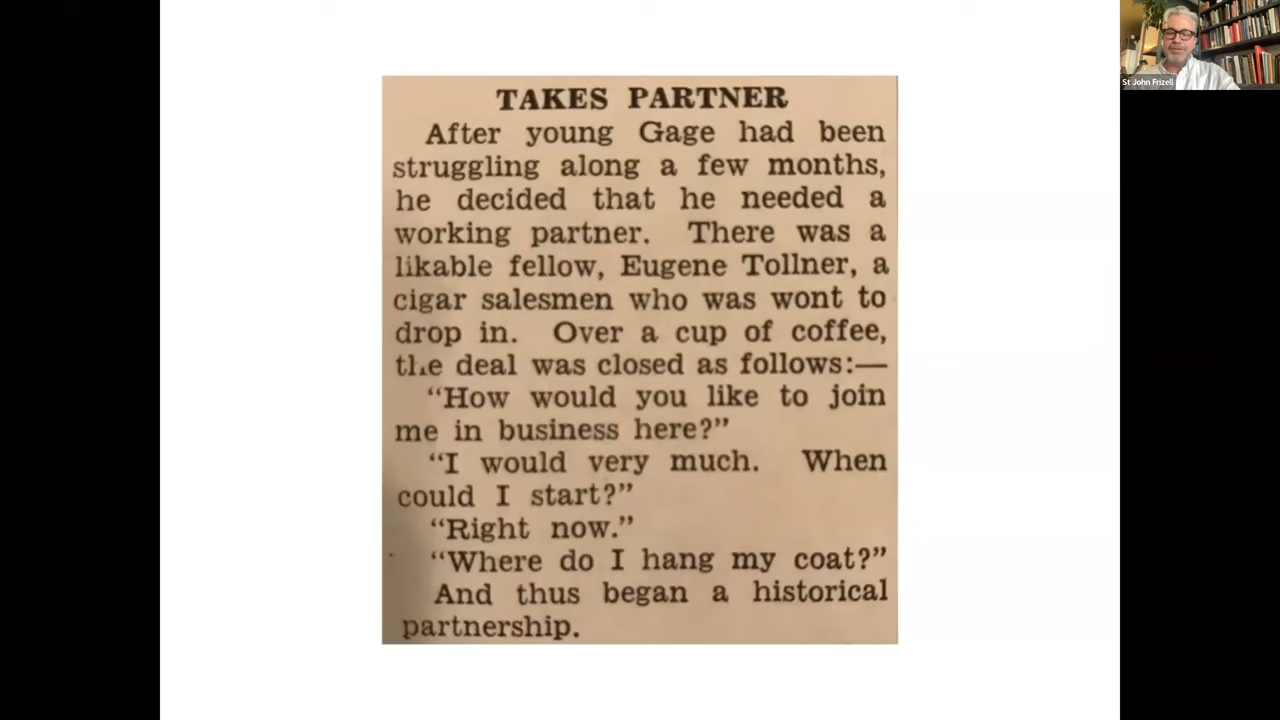 TAKES PARTNER
After young Gage had been
struggling along a few months,
he decided that he needed a
working partner. There was a
likable fellow, Eugene Tollner, a
cigar salesmen who was wont to
drop in. Over a cup of coffee,
the deal was closed as follows:—
“How would you like to join
me in business here?”
“I would very much. When
could I start?”
“Right now.”
“Where do I hang my coat?”
And thus began a historical
partnership.
St John Frizell